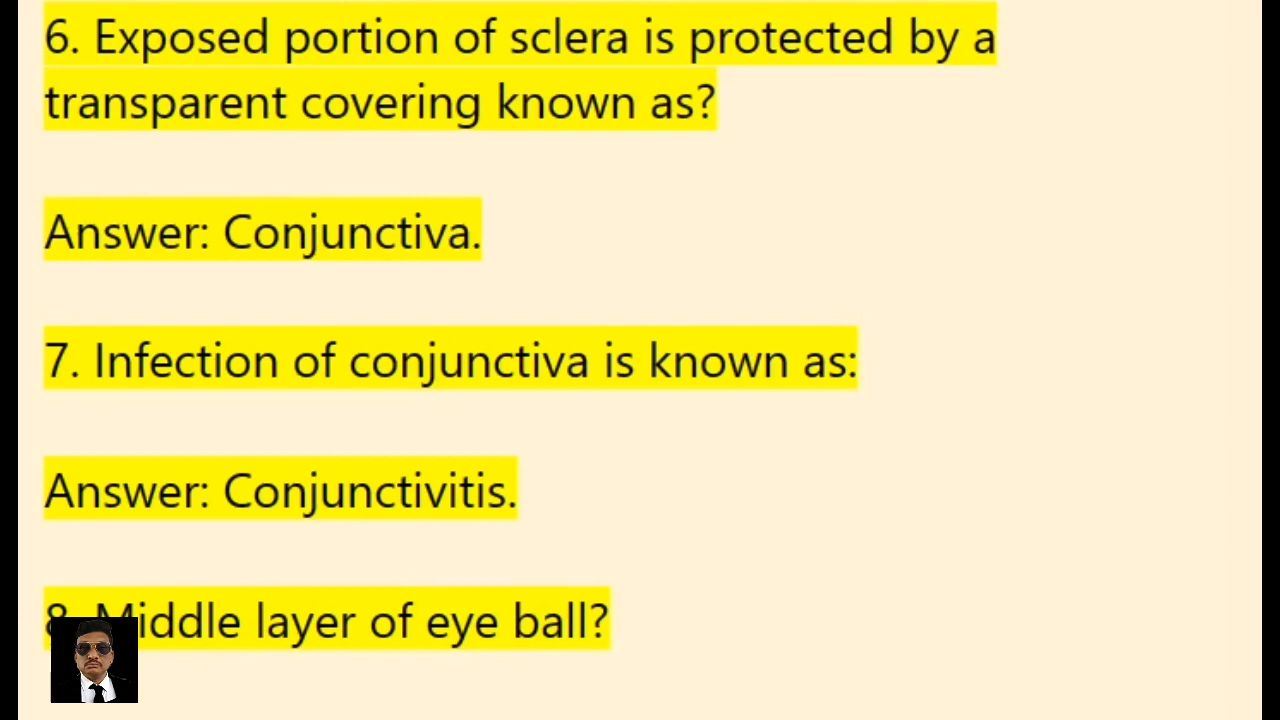 6. Exposed portion of sclera is protected by a
transparent covering known as?
Answer: Conjunctiva.
7. Infection of conjunctiva is known as:
Answer: Conjunctivitis.
8. Middle layer of eye ball?